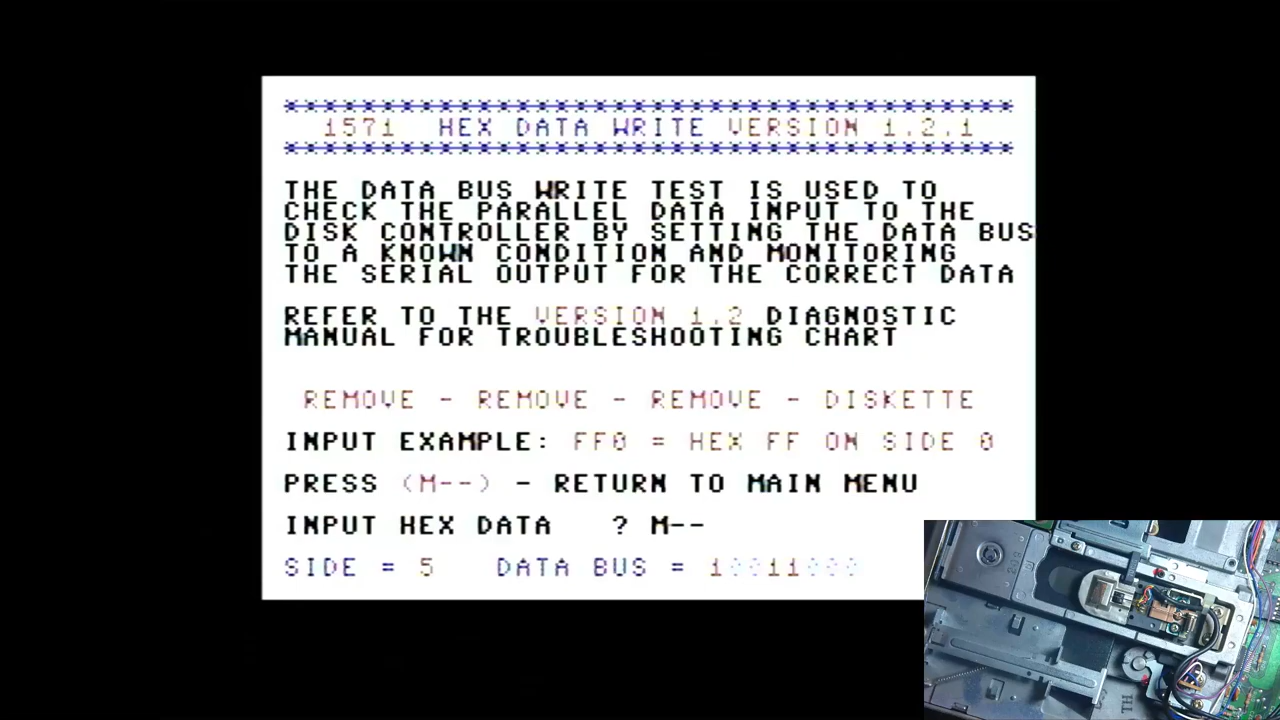 **************************************
1571 HEX DATA WRITE VERSION 1.2.1
**************************************
THE DATA BUS WRITE TEST IS USED TO
CHECK THE PARALLEL DATA INPUT TO THE
DISK CONTROLLER BY SETTING THE DATA BUS
TO A KNOWN CONDITION AND MONITORING
THE SERIAL OUTPUT FOR THE CORRECT DATA
REFER TO THE VERSION 1.2 DIAGNOSTIC
MANUAL FOR TROUBLESHOOTING CHART
REMOVE - REMOVE - REMOVE - DISKETTE
INPUT EXAMPLE: FF0 = HEX FF ON SIDE 0
PRESS (M--) - RETURN TO MAIN MENU
INPUT HEX DATA ? M--
SIDE = 5 DATA BUS = 10011000